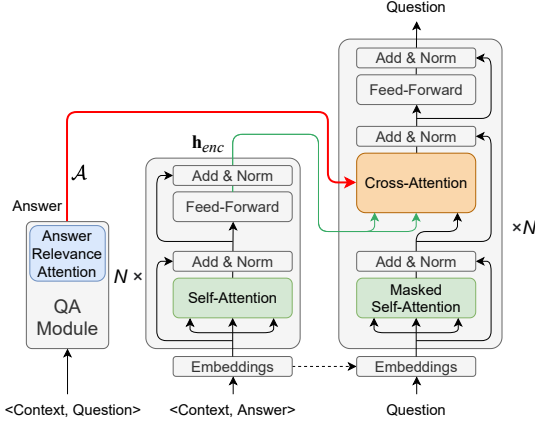 Question
Add & Norm
Feed-Forward
Add & Norm
Cross-Attention
×N
Add & Norm
Masked
Self-Attention
Embeddings
Question
h_enc
Add & Norm
Feed-Forward
N ×
Add & Norm
Self-Attention
Embeddings
<Context, Answer>
𝒜
Answer
Answer
Relevance
Attention
QA
Module
<Context, Question>